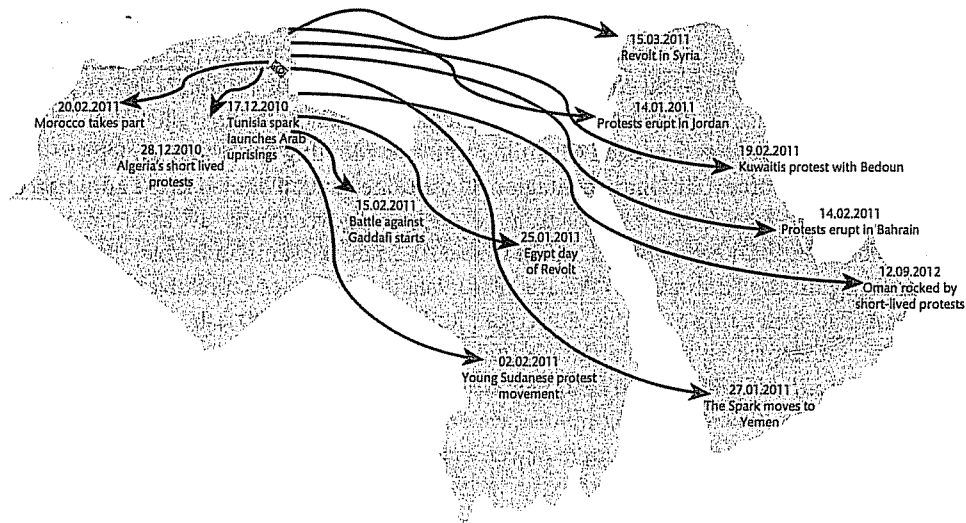 15.03.2011
Revolt in Syria
20.02.2011
Morocco takes part
17.12.2010
Tunisia spark
launches Arab
uprisings
14.01.2011
Protests erupt in Jordan
28.12.2010
Algeria's short lived
protests
19.02.2011
Kuwaitis protest with Bedoun
15.02.2011
Battle against
Gaddafi starts
14.02.2011
Protests erupt in Bahrain
25.01.2011
Egypt day
of Revolt
12.09.2012
Oman rocked by
short-lived protests
02.02.2011
Young Sudanese protest
movement
27.01.2011
The Spark moves to
Yemen